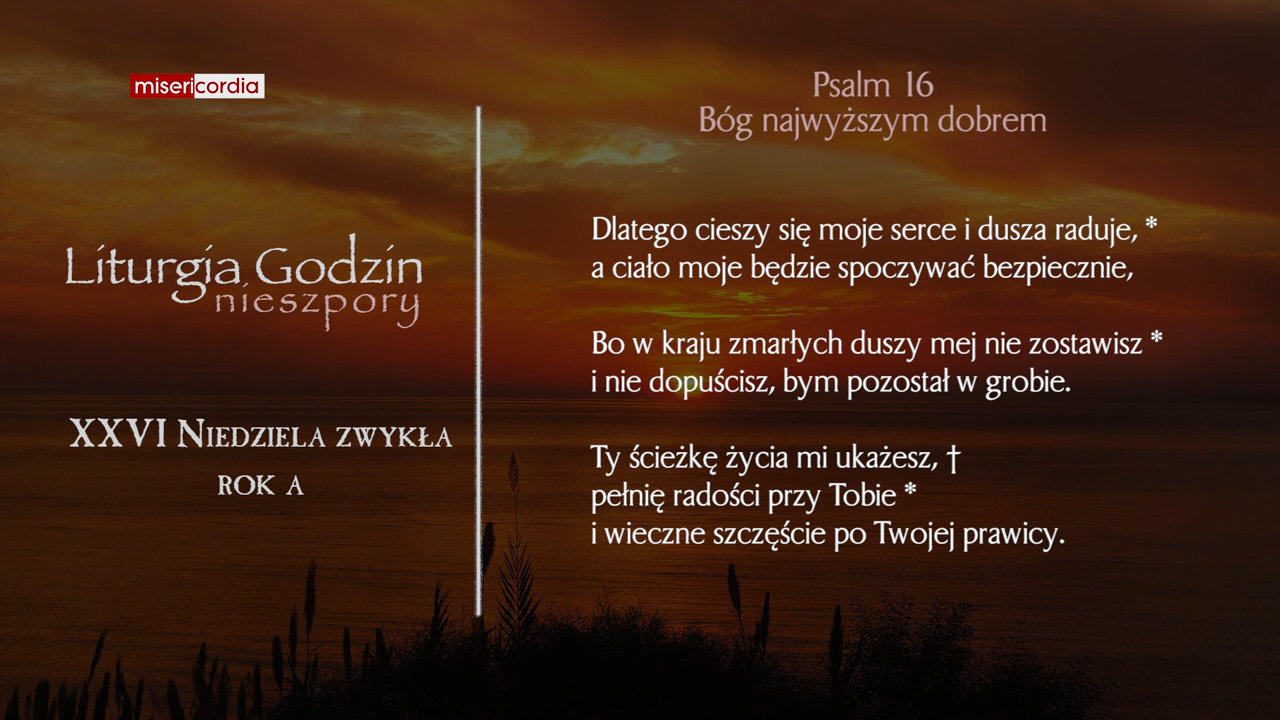 misericordia
Liturgia Godzin
nieszpory
XXVI Niedziela zwykła
rok a
Psalm 16
Bóg najwyższym dobrem
Dlatego cieszy się moje serce i dusza raduje, *
a ciało moje będzie spoczywać bezpiecznie,
Bo w kraju zmarłych duszy mej nie zostawisz *
i nie dopuścisz, bym pozostał w grobie.
Ty ścieżkę życia mi ukażesz, †
pełnię radości przy Tobie *
i wieczne szczęście po Twojej prawicy.